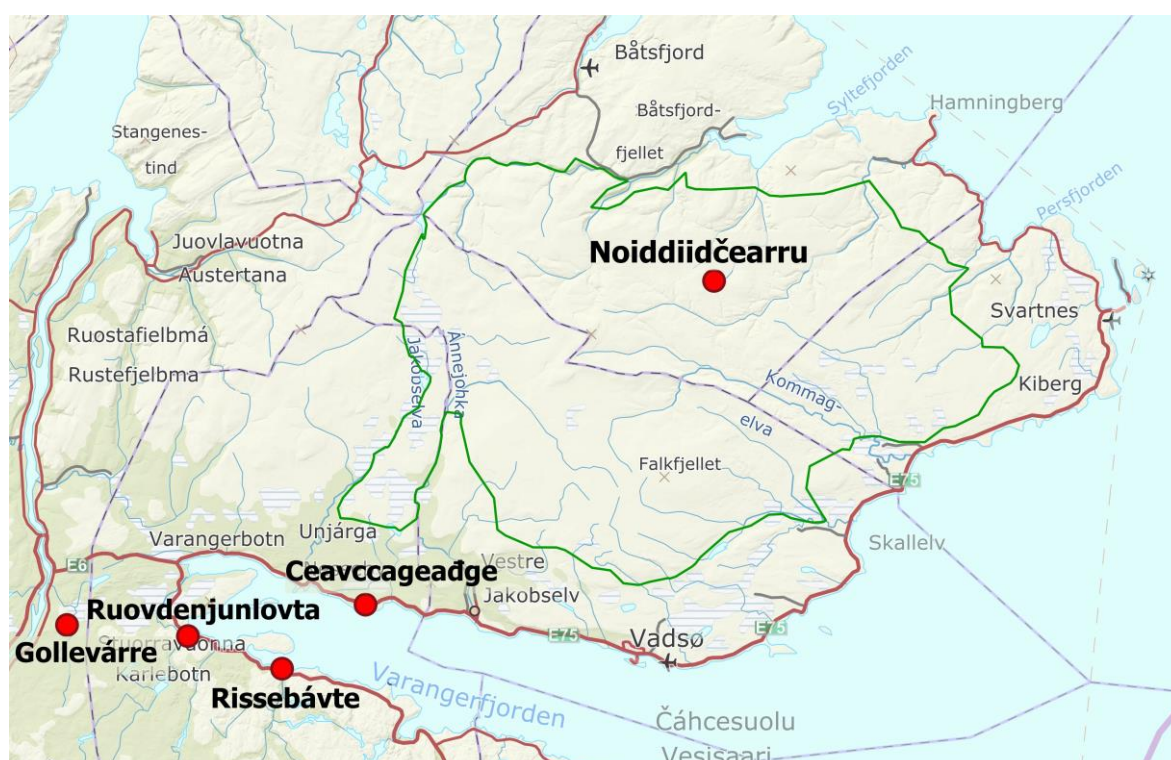 Båtsfjord
Syltefjorden
Hamningberg
Båtsfjord-
fjellet
Stangenes-
tind
Persfjorden
Juovlavuotna
Austertana
Noiddiidčearru
Svartnes
Ruostafielbmá
Rustefjelbma
Jakobselva
Ánnejohka
Kommag-
elva
Kiberg
Falkfjellet
E75
Unjárga
Varangerbotn
Skallelv
E6
Vestre
Jakobselv
Ceavccageađge
Ruovdenjunlovta
Gollevárre
Karlebotn
Rissebávte
E75
Vadsø
E75
Varangerfjorden
Čáhcesuolu
Vesisaari